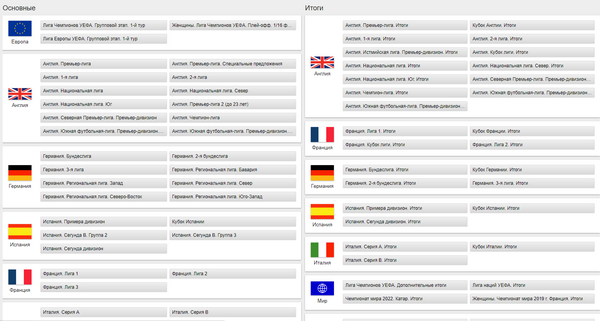 Основные
Европа
Лига Чемпионов УЕФА. Групповой этап. 1-й тур
Женщины. Лига Чемпионов УЕФА. Плей-офф. 1/16 ф...
Лига Европы УЕФА. Групповой этап. 1-й тур
Англия
Англия. Премьер-лига
Англия. Премьер-лига. Специальные предложения
Англия. 1-я лига
Англия. 2-я лига
Англия. Национальная лига
Англия. Национальная лига. Север
Англия. Национальная лига. Юг
Англия. Премьер-лига 2 (до 23 лет)
Англия. Северная Премьер-лига. Премьер-дивизион
Англия. Чемпион-лига
Англия. Южная футбольная-лига. Премьер-дивизион...
Англия. Южная футбольная-лига. Премьер-дивизион...
Германия
Германия. Бундеслига
Германия. 2-я бундеслига
Германия. 3-я лига
Германия. Региональная лига. Бавария
Германия. Региональная лига. Запад
Германия. Региональная лига. Север
Германия. Региональная лига. Северо-Восток
Германия. Региональная лига. Юго-Запад
Испания
Испания. Примера дивизион
Кубок Испании
Испания. Сегунда B. Группа 2
Испания. Сегунда B. Группа 3
Испания. Сегунда дивизион
Франция
Франция. Лига 1
Франция. Лига 2
Франция. Лига 3
Италия. Серия A
Италия. Серия B
Итоги
Англия
Англия. Премьер-лига. Итоги
Кубок Англии. Итоги
Англия. 1-я лига. Итоги
Англия. 2-я лига. Итоги
Англия. Истмийская лига. Премьер-дивизион. Итоги
Англия. Кубок лиги. Итоги
Англия. Национальная лига. Итоги
Англия. Национальная лига. Север. Итоги
Англия. Национальная лига. Юг. Итоги
Англия. Северная Премьер-лига. Премьер-дивизион...
Англия. Чемпион-лига. Итоги
Англия. Южная футбольная-лига. Премьер-дивизион...
Англия. Южная футбольная-лига. Премьер-дивизион...
Франция
Франция. Лига 1. Итоги
Кубок Франции. Итоги
Франция. Кубок лиги. Итоги
Франция. Лига 2. Итоги
Германия
Германия. Бундеслига. Итоги
Кубок Германии. Итоги
Германия. 2-я бундеслига. Итоги
Германия. 3-я лига. Итоги
Испания
Испания. Примера дивизион. Итоги
Кубок Испании. Итоги
Испания. Сегунда дивизион. Итоги
Италия
Италия. Серия A. Итоги
Кубок Италии. Итоги
Италия. Серия B. Итоги
Мир
Лига Чемпионов УЕФА. Дополнительные итоги
Лига наций УЕФА. Итоги
Чемпионат мира 2022. Катар. Итоги
Женщины. Чемпионат мира 2019 г. Франция. Итоги